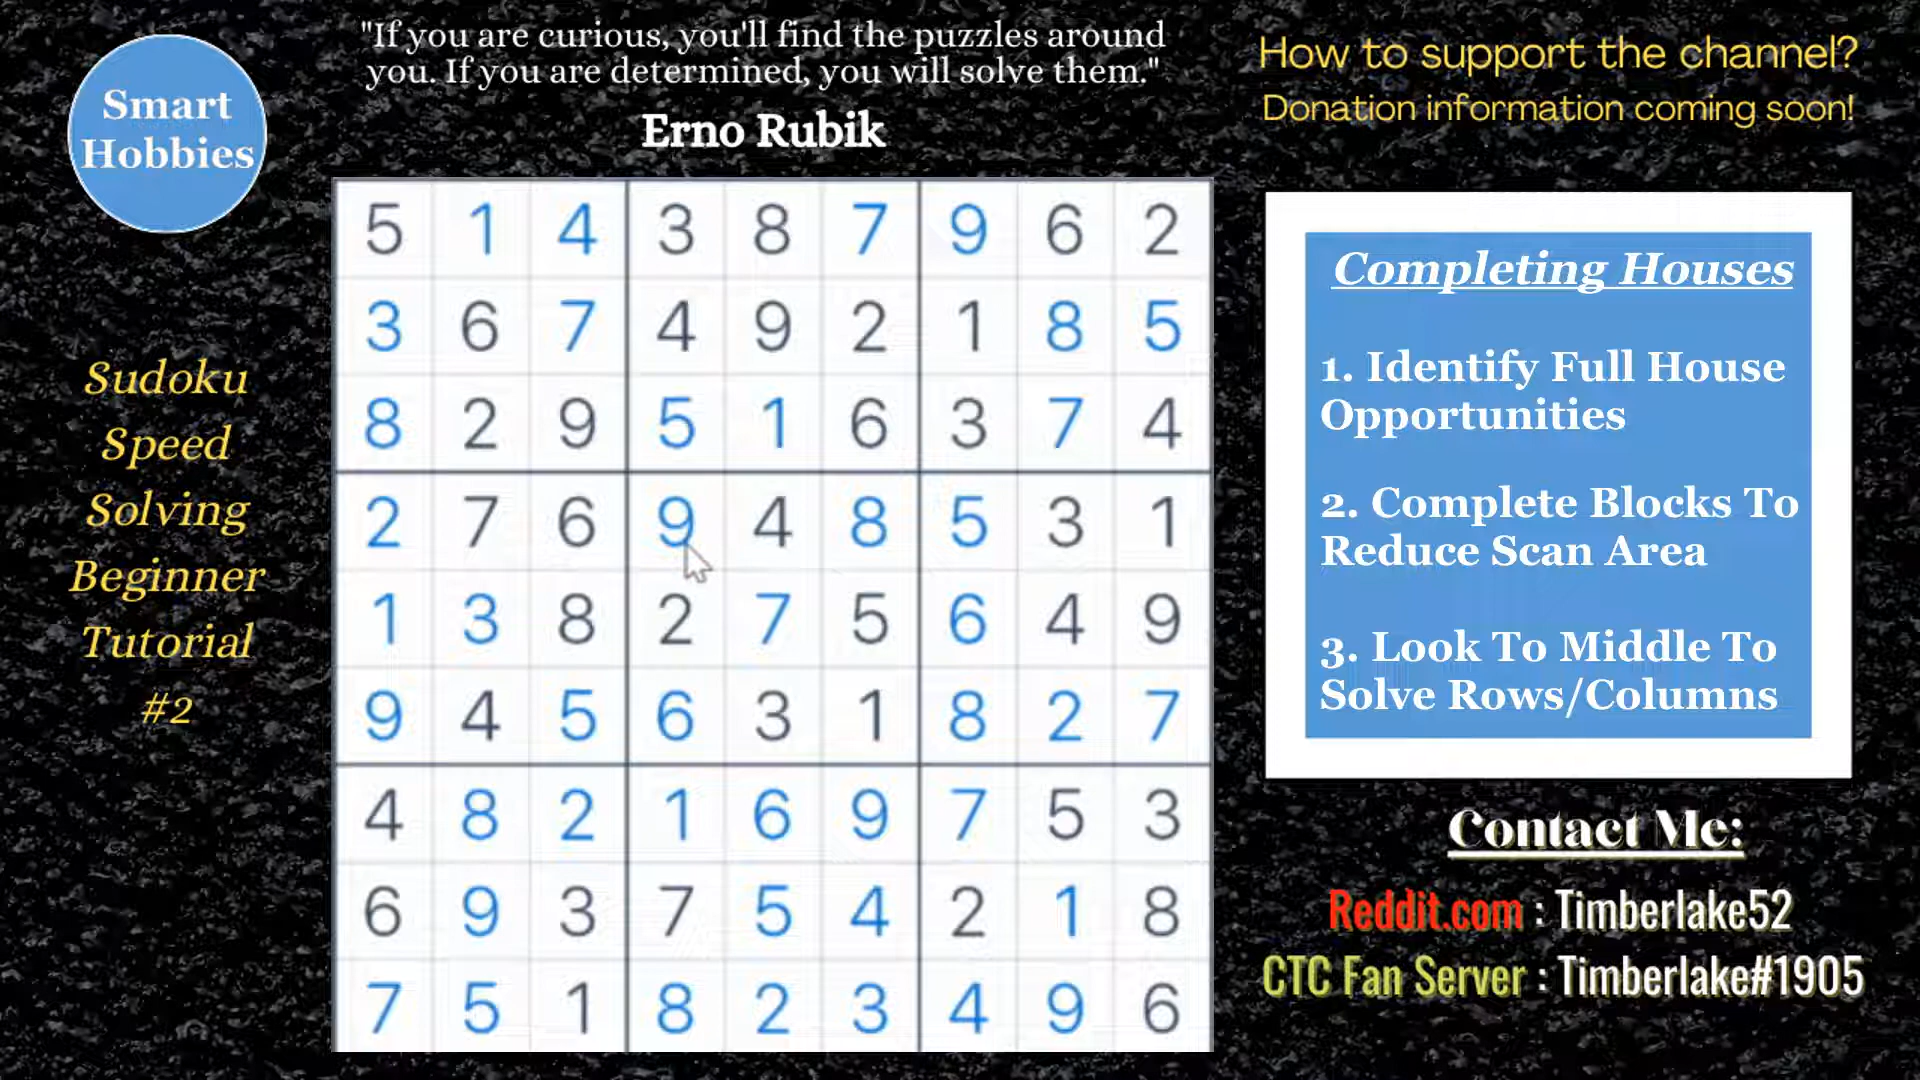 Smart
Hobbies
"If you are curious, you'll find the puzzles around
you. If you are determined, you will solve them."
Erno Rubik
How to support the channel?
Donation information coming soon!
Sudoku
Speed
Solving
Beginner
Tutorial
#2
5 1 4 3 8 7 9 6 2
3 6 7 4 9 2 1 8 5
8 2 9 5 1 6 3 7 4
2 7 6 9 4 8 5 3 1
1 3 8 2 7 5 6 4 9
9 4 5 6 3 1 8 2 7
4 8 2 1 6 9 7 5 3
6 9 3 7 5 4 2 1 8
7 5 1 8 2 3 4 9 6
Completing Houses
1. Identify Full House
Opportunities
2. Complete Blocks To
Reduce Scan Area
3. Look To Middle To
Solve Rows/Columns
Contact Me:
Reddit.com : Timberlake52
CTC Fan Server : Timberlake#1905